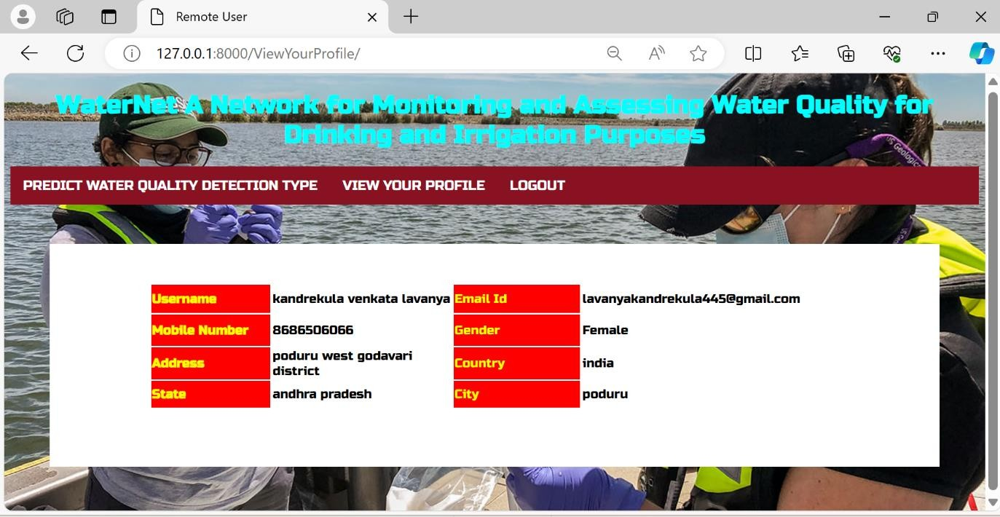 Remote User
127.0.0.1:8000/ViewYourProfile/
WaterNet A Network for Monitoring and Assessing Water Quality for
Drinking and Irrigation Purposes
US Geologic
PREDICT WATER QUALITY DETECTION TYPE VIEW YOUR PROFILE LOGOUT
Username kandrekula venkata lavanya Email Id lavanyakandrekula445@gmail.com
Mobile Number 8686506066 Gender Female
Address poduru west godavari district Country india
State andhra pradesh City poduru